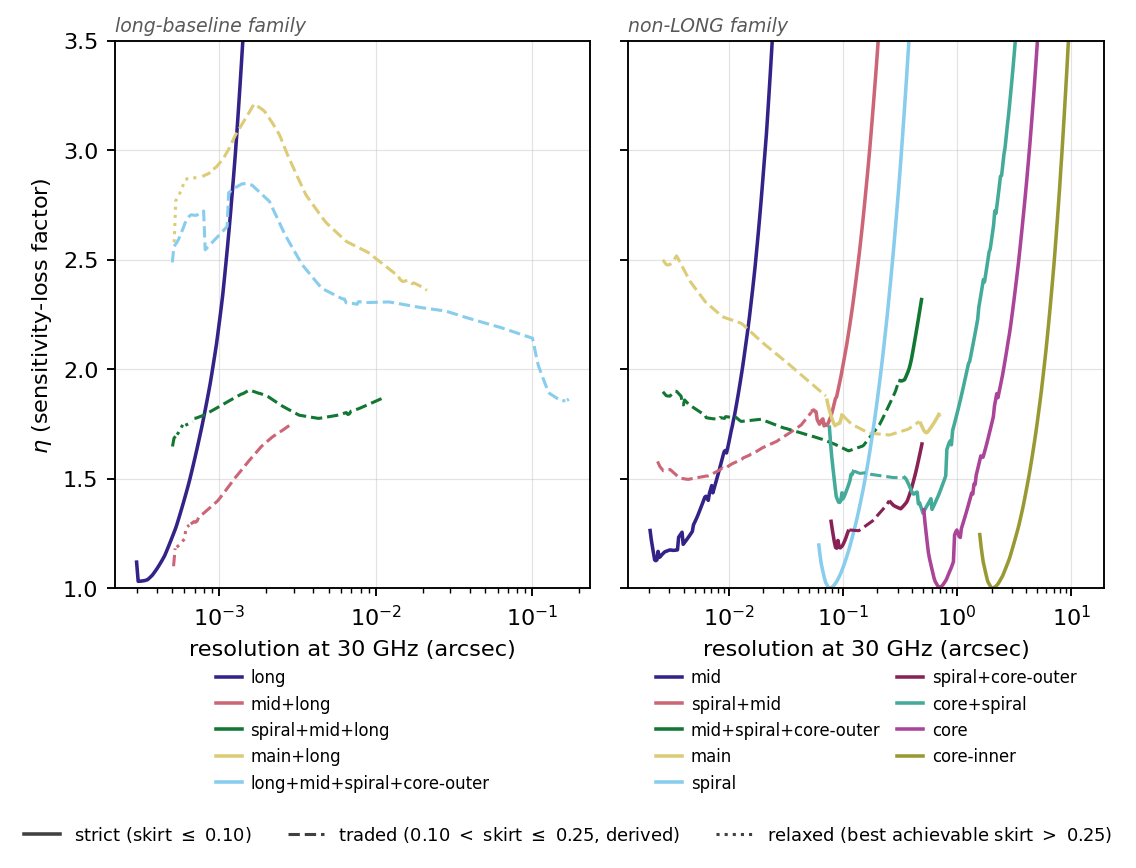 long-baseline family
non-LONG family
η (sensitivity-loss factor)
3.5
3.0
2.5
2.0
1.5
1.0
10⁻³
10⁻²
10⁻¹
10⁻²
10⁻¹
10⁰
10¹
resolution at 30 GHz (arcsec)
resolution at 30 GHz (arcsec)
long
mid+long
spiral+mid+long
main+long
long+mid+spiral+core-outer
mid
spiral+mid
mid+spiral+core-outer
main
spiral
spiral+core-outer
core+spiral
core
core-inner
strict (skirt ≤ 0.10)
traded (0.10 < skirt ≤ 0.25, derived)
relaxed (best achievable skirt > 0.25)